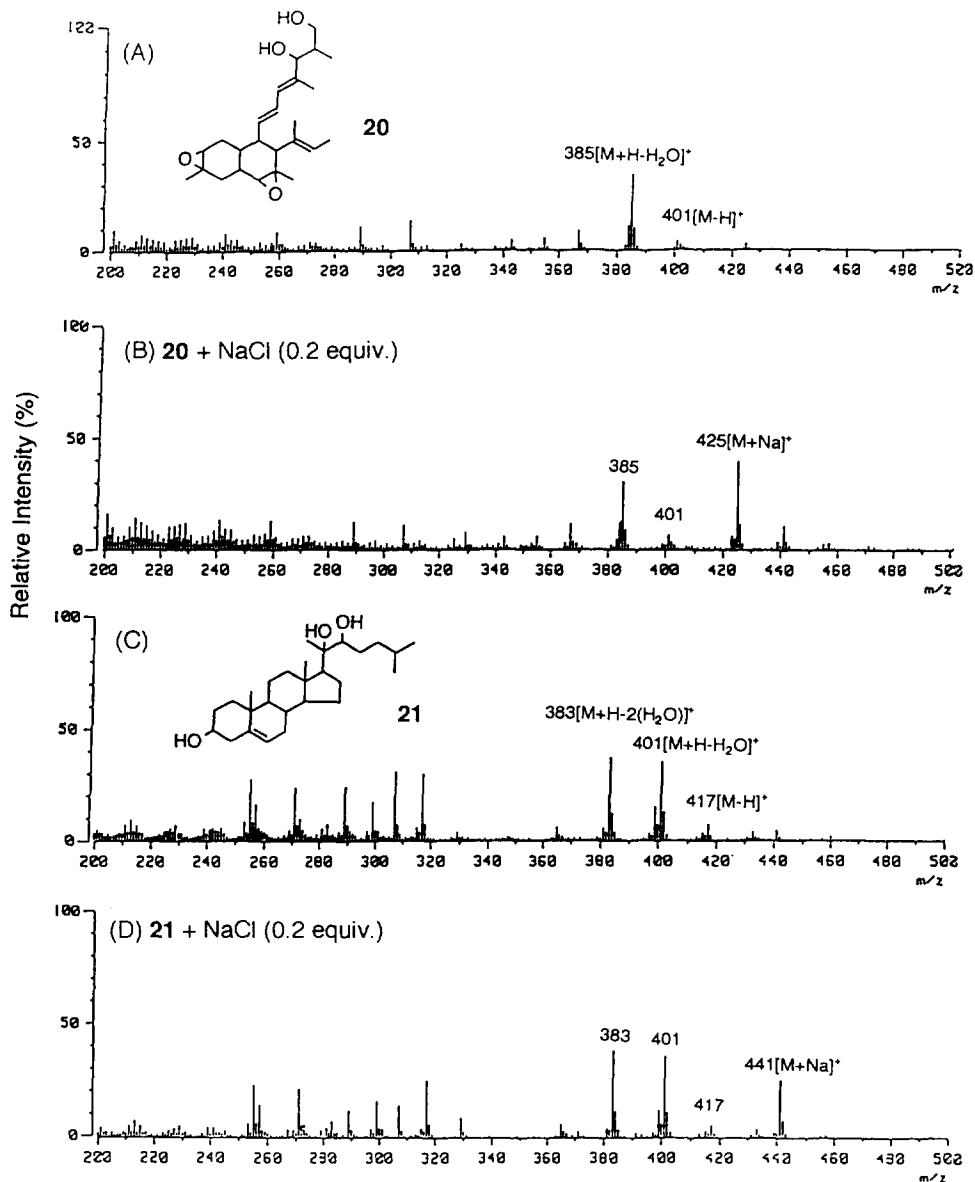 (A)
HO
HO
O
O
20
100
50
0
385[M+H-H₂O]⁺
401[M-H]⁺
200 220 240 260 280 300 320 340 360 380 400 420 440 460 480 500 520
m/z
Relative Intensity (%)
(B) 20 + NaCl (0.2 equiv.)
100
50
0
385
401
425[M+Na]⁺
200 220 240 260 280 300 320 340 360 380 400 420 440 460 480 500
m/z
(C)
HO OH
HO
21
100
50
0
383[M+H-2(H₂O)]⁺
401[M+H-H₂O]⁺
417[M-H]⁺
200 220 240 260 280 300 320 340 360 380 400 420 440 460 480 500
m/z
(D) 21 + NaCl (0.2 equiv.)
100
50
0
383
401
417
441[M+Na]⁺
200 220 240 260 280 300 320 340 360 380 400 420 440 460 480 500
m/z